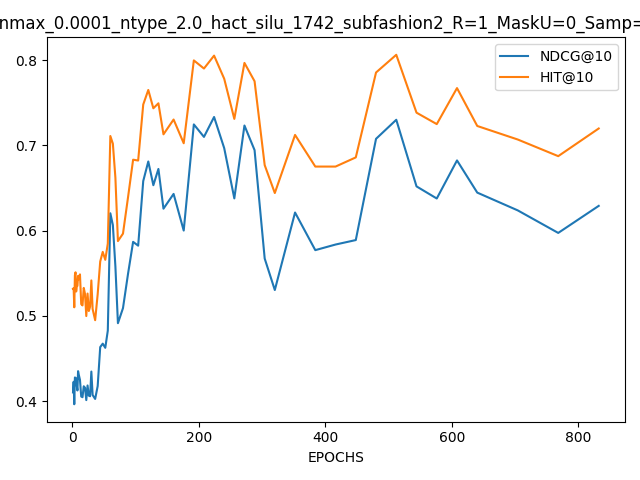 nmax_0.0001_ntype_2.0_hact_silu_1742_subfashion2_R=1_MaskU=0_Samp=
NDCG@10
HIT@10
0.8
0.7
0.6
0.5
0.4
0 200 400 600 800
EPOCHS